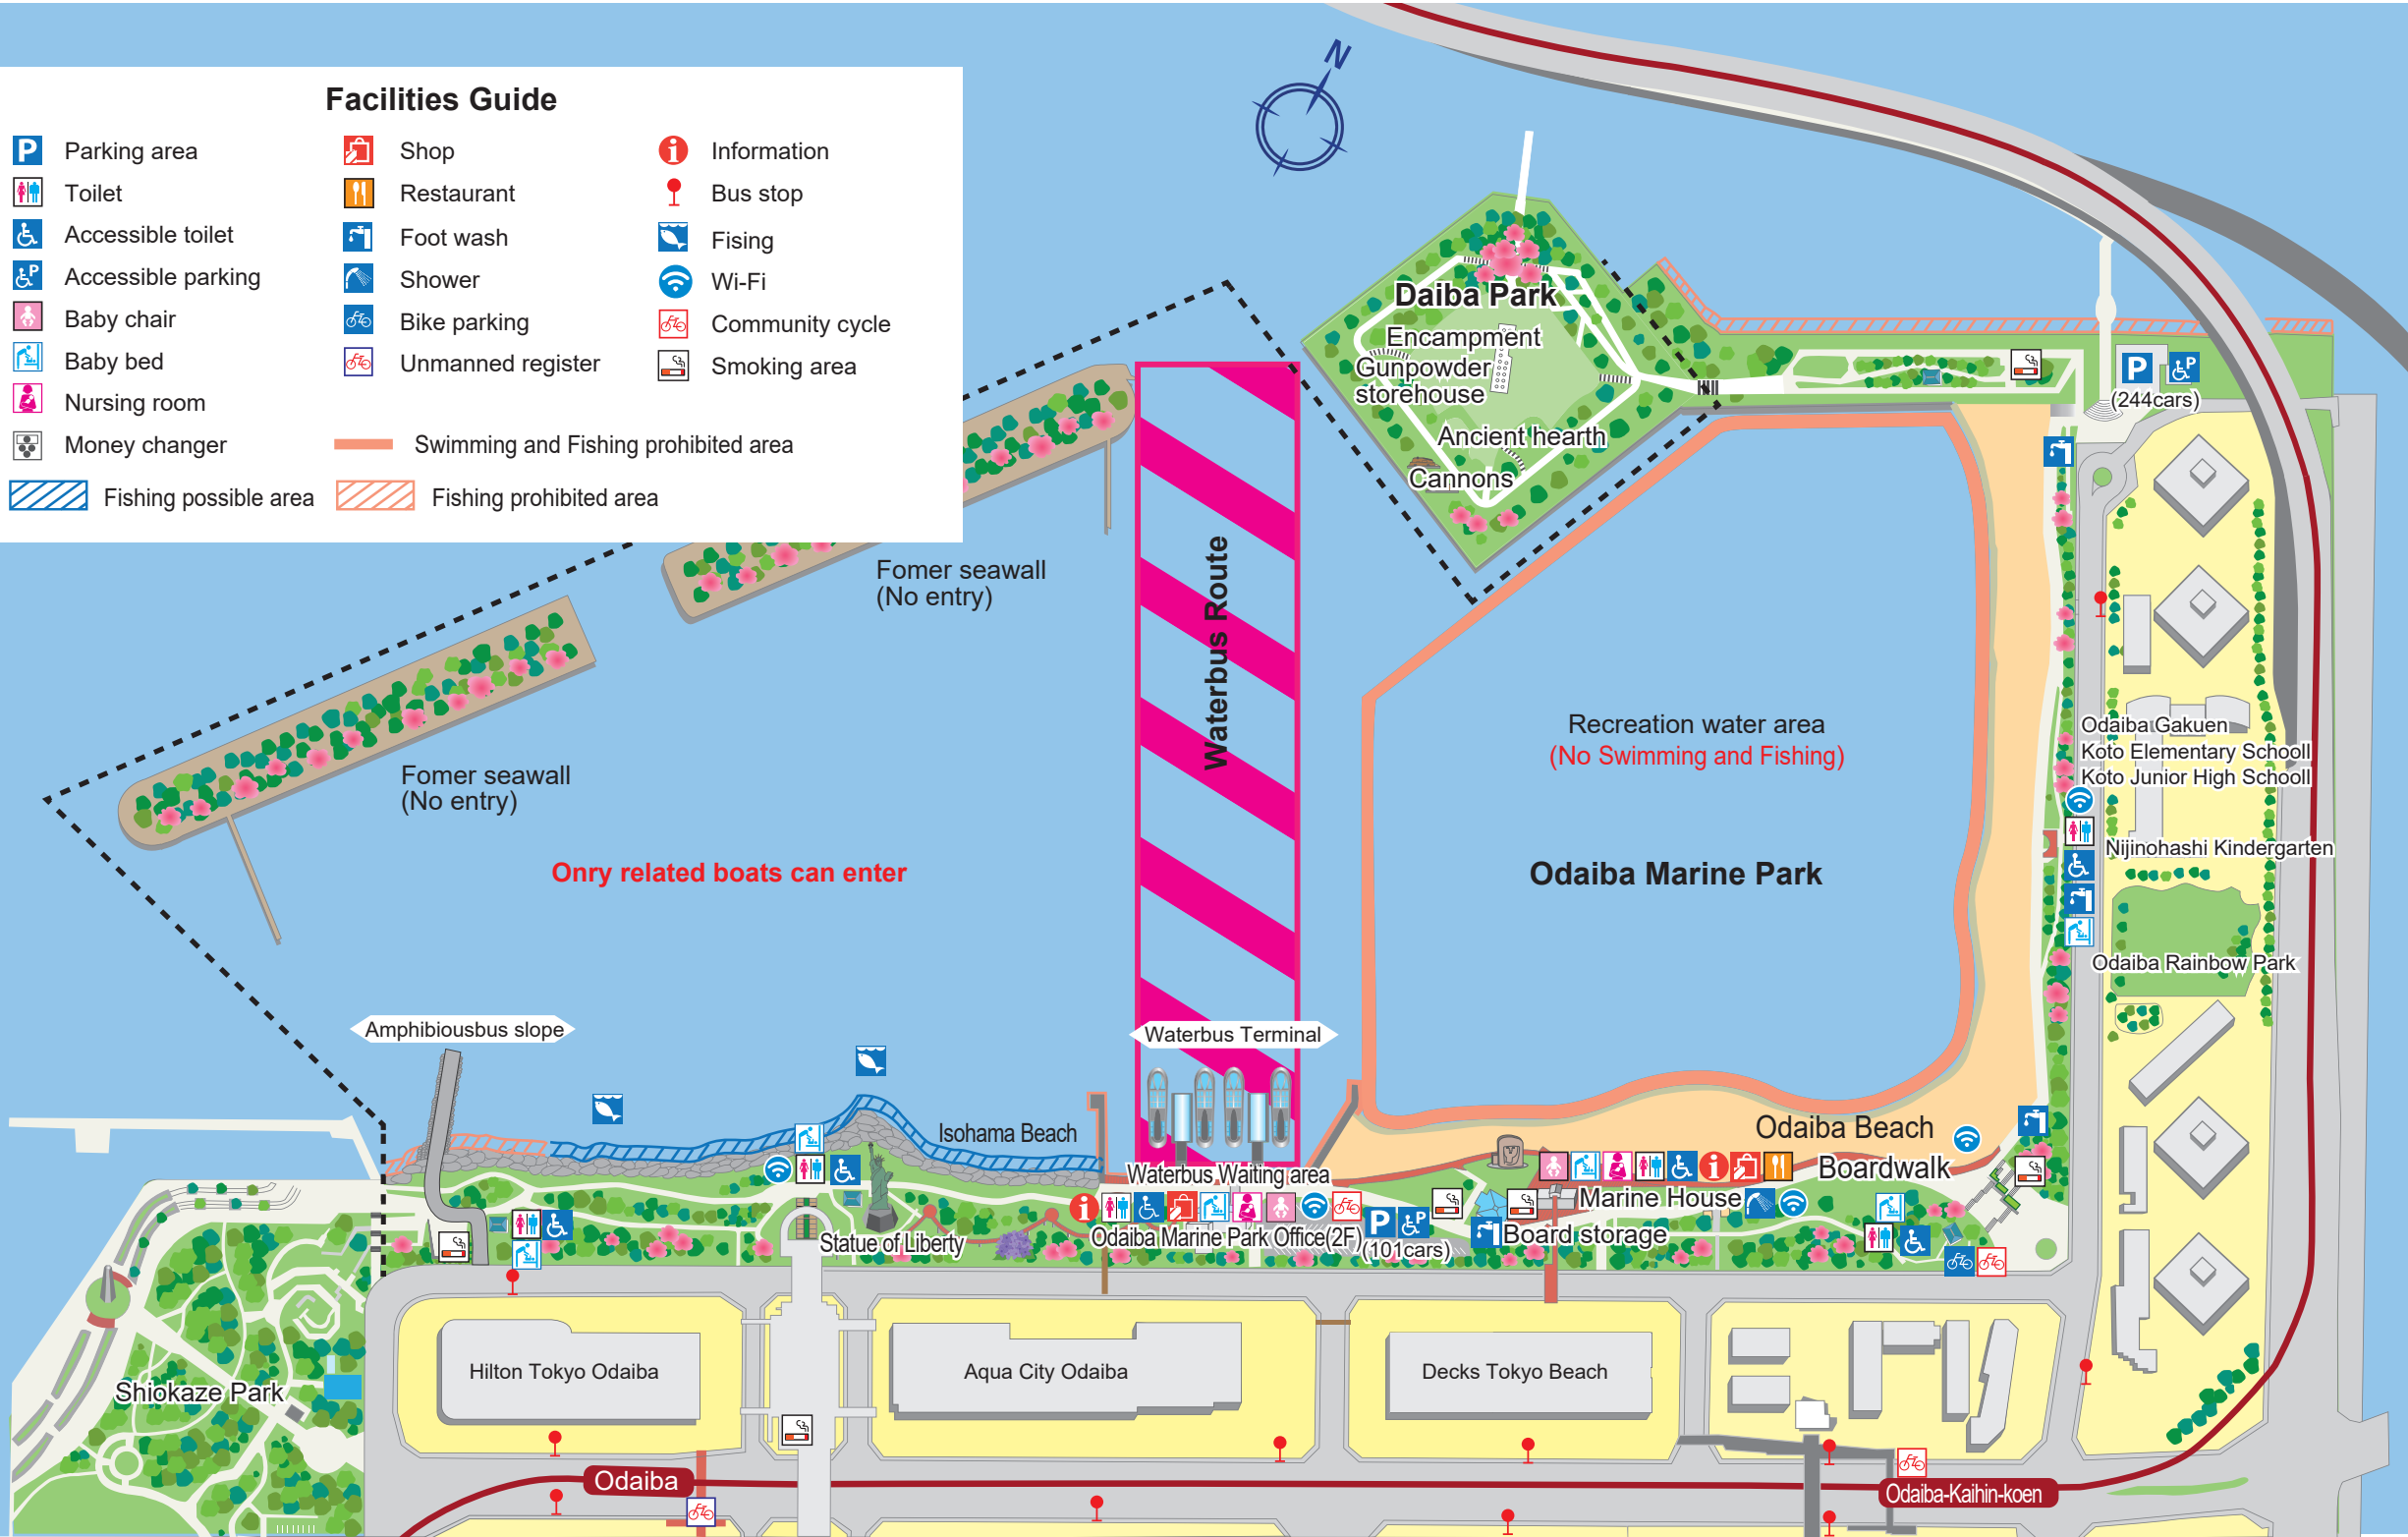 N
Facilities Guide
P Parking area
Toilet
Accessible toilet
P Accessible parking
Baby chair
Baby bed
Nursing room
Money changer
Shop
Restaurant
Foot wash
Shower
Bike parking
Unmanned register
i Information
Bus stop
Fising
Wi-Fi
Community cycle
Smoking area
Swimming and Fishing prohibited area
Fishing possible area
Fishing prohibited area
Daiba Park
Encampment
Gunpowder
storehouse
Ancient hearth
Cannons
P
P
(244cars)
Fomer seawall
(No entry)
Fomer seawall
(No entry)
Waterbus Route
Recreation water area
(No Swimming and Fishing)
Odaiba Marine Park
Onry related boats can enter
Odaiba Gakuen
Koto Elementary Schooll
Koto Junior High Schooll
Nijinohashi Kindergarten
Odaiba Rainbow Park
Amphibiousbus slope
Waterbus Terminal
Isohama Beach
Odaiba Beach
Boardwalk
Waterbus Waiting area
i
Marine House
i
P
P
Board storage
Statue of Liberty
Odaiba Marine Park Office(2F)
(101cars)
Shiokaze Park
Hilton Tokyo Odaiba
Aqua City Odaiba
Decks Tokyo Beach
Odaiba
Odaiba-Kaihin-koen